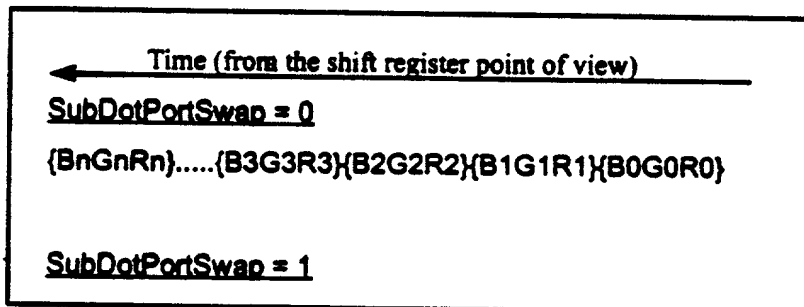 Time (from the shift register point of view)
SubDotPortSwap = 0
{BnGnRn}.....{B3G3R3}{B2G2R2}{B1G1R1}{B0G0R0}
SubDotPortSwap = 1